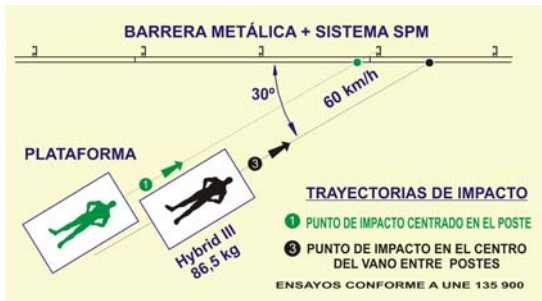 BARRERA METÁLICA + SISTEMA SPM
30º
60 km/h
PLATAFORMA
1
3
Hybrid III
86,5 kg
TRAYECTORIAS DE IMPACTO
1 PUNTO DE IMPACTO CENTRADO EN EL POSTE
3 PUNTO DE IMPACTO EN EL CENTRO
DEL VANO ENTRE POSTES
ENSAYOS CONFORME A UNE 135 900